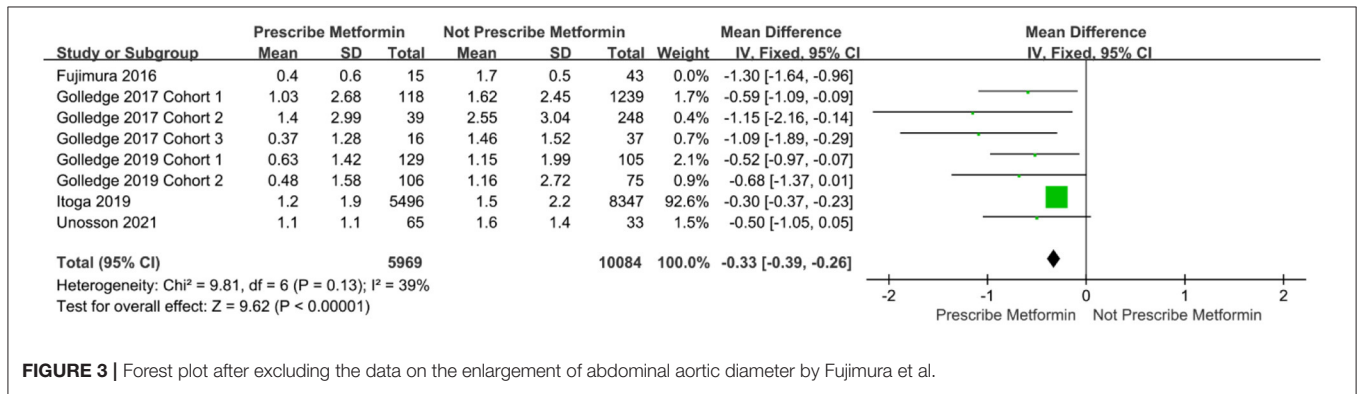 Prescribe Metformin Not Prescribe Metformin Mean Difference Mean Difference
Study or Subgroup Mean SD Total Mean SD Total Weight IV, Fixed, 95% CI IV, Fixed, 95% CI
Fujimura 2016 0.4 0.6 15 1.7 0.5 43 0.0% -1.30 [-1.64, -0.96]
Golledge 2017 Cohort 1 1.03 2.68 118 1.62 2.45 1239 1.7% -0.59 [-1.09, -0.09]
Golledge 2017 Cohort 2 1.4 2.99 39 2.55 3.04 248 0.4% -1.15 [-2.16, -0.14]
Golledge 2017 Cohort 3 0.37 1.28 16 1.46 1.52 37 0.7% -1.09 [-1.89, -0.29]
Golledge 2019 Cohort 1 0.63 1.42 129 1.15 1.99 105 2.1% -0.52 [-0.97, -0.07]
Golledge 2019 Cohort 2 0.48 1.58 106 1.16 2.72 75 0.9% -0.68 [-1.37, 0.01]
Itoga 2019 1.2 1.9 5496 1.5 2.2 8347 92.6% -0.30 [-0.37, -0.23]
Unosson 2021 1.1 1.1 65 1.6 1.4 33 1.5% -0.50 [-1.05, 0.05]
Total (95% CI) 5969 10084 100.0% -0.33 [-0.39, -0.26]
Heterogeneity: Chi² = 9.81, df = 6 (P = 0.13); I² = 39%
Test for overall effect: Z = 9.62 (P < 0.00001)
-2 -1 0 1 2
Prescribe Metformin Not Prescribe Metformin
FIGURE 3 | Forest plot after excluding the data on the enlargement of abdominal aortic diameter by Fujimura et al.